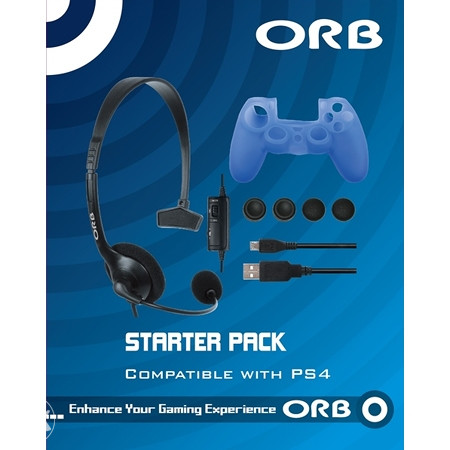 ORB
ORB
STARTER PACK
COMPATIBLE WITH PS4
Enhance Your Gaming Experience ORB